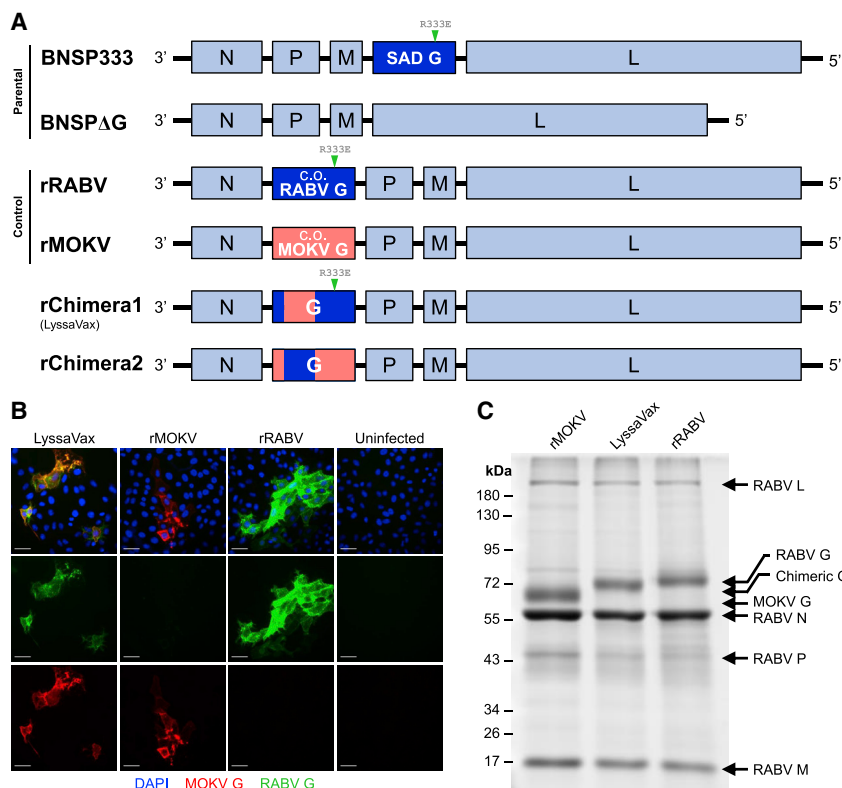 A
Parental
BNSP333 3' N P M SAD G L 5'
R333E
BNSPΔG 3' N P M L 5'
Control
rRABV 3' N C.O. RABV G P M L 5'
R333E
rMOKV 3' N C.O. MOKV G P M L 5'
rChimera1 3' N G P M L 5'
(LyssaVax)
R333E
rChimera2 3' N G P M L 5'
B
LyssaVax rMOKV rRABV Uninfected
DAPI MOKV G RABV G
C
rMOKV LyssaVax rRABV
kDa
180
130
95
72
55
43
34
26
17
RABV L
RABV G
Chimeric G
MOKV G
RABV N
RABV P
RABV M